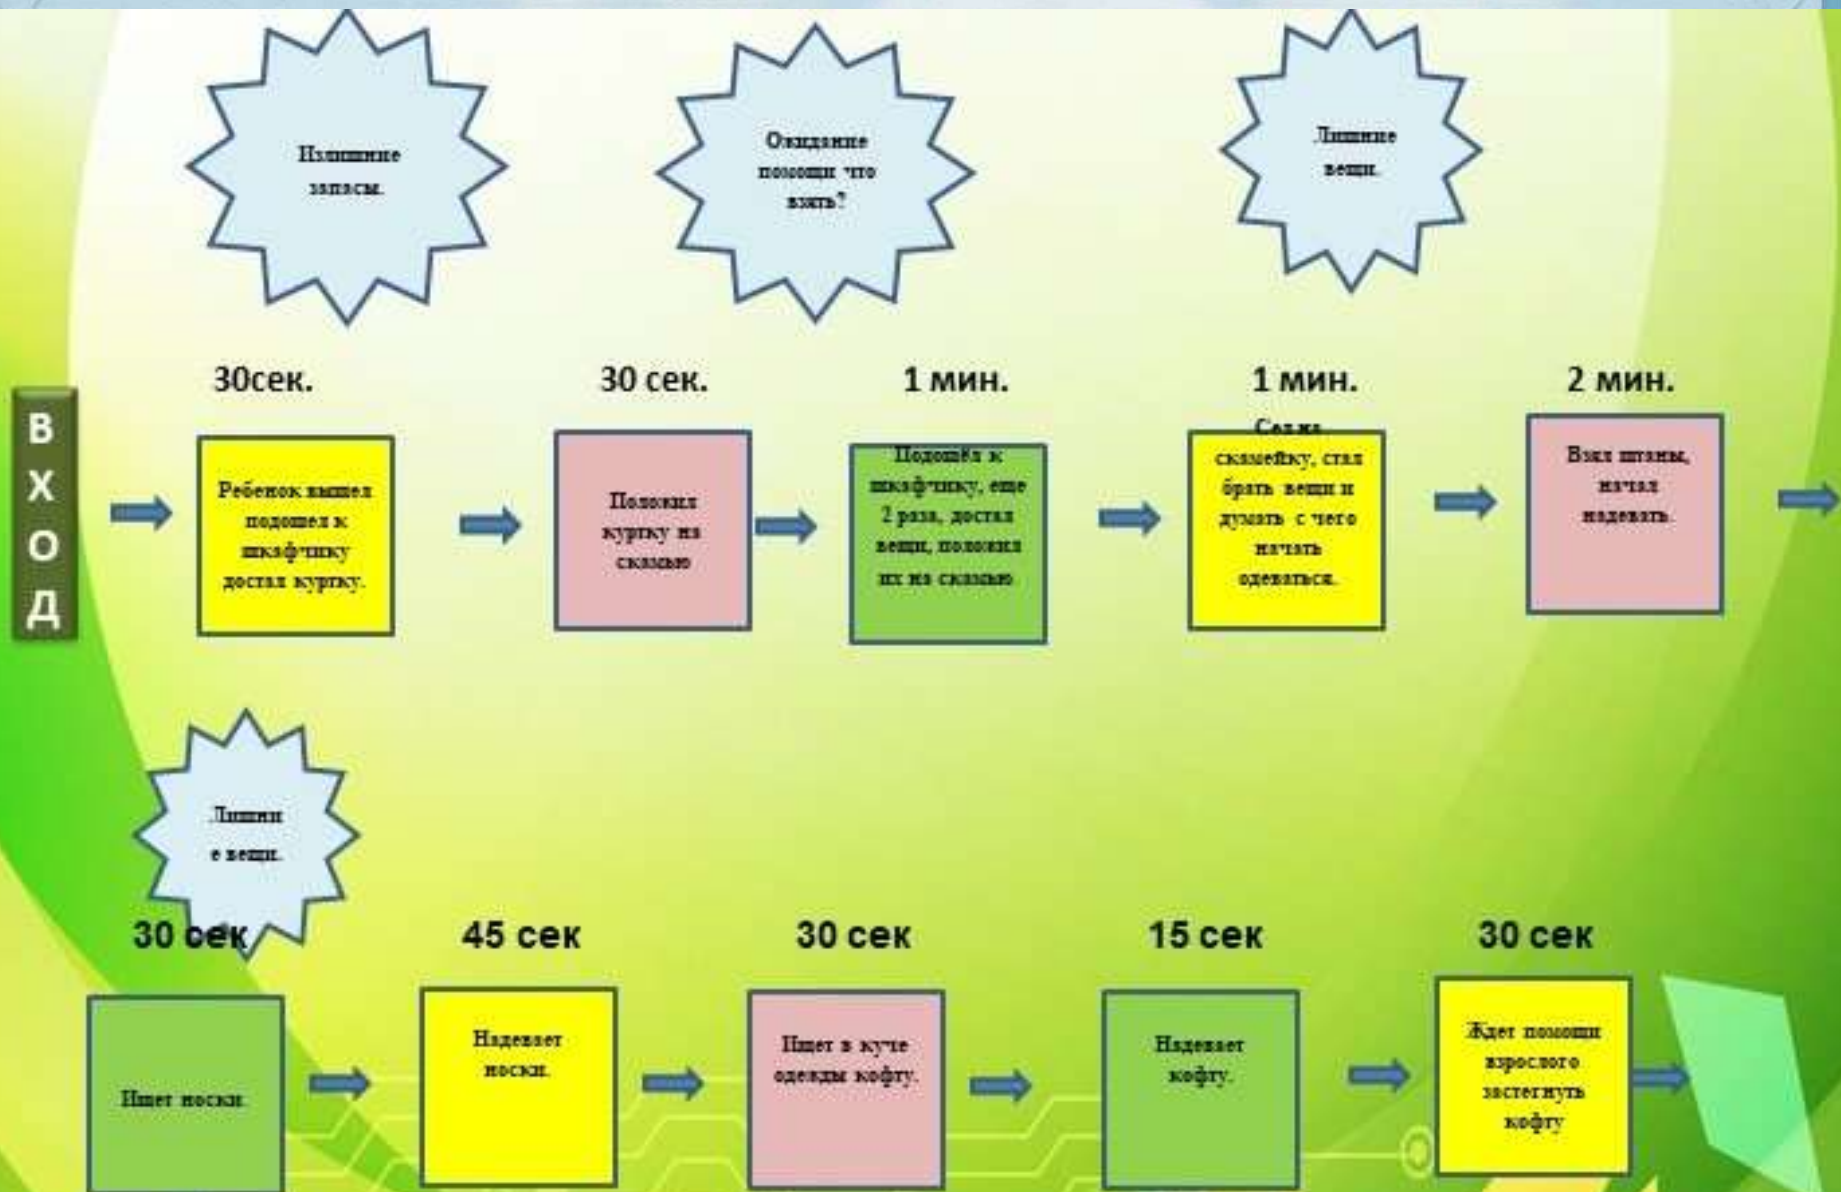 Излишние
запасы.
Ожидание
помощи что
взять?
Лишние
вещи.
30сек.
30 сек.
1 мин.
1 мин.
2 мин.
В
Х
О
Д
Ребенок вышел
подошел к
шкафчику
достал куртку.
Положил
куртку на
скамью
Подошёл к
шкафчику, еще
2 раза, достал
вещи, положил
их на скамью
Сел на
скамейку, стал
брать вещи и
думать с чего
начать
одеваться.
Взял штаны,
начал
надевать.
Лишни
е вещи.
30 сек
45 сек
30 сек
15 сек
30 сек
Ищет носки.
Надевает
носки.
Ищет в куче
одежды кофту.
Надевает
кофту.
Ждет помощи
взрослого
застегнуть
кофту